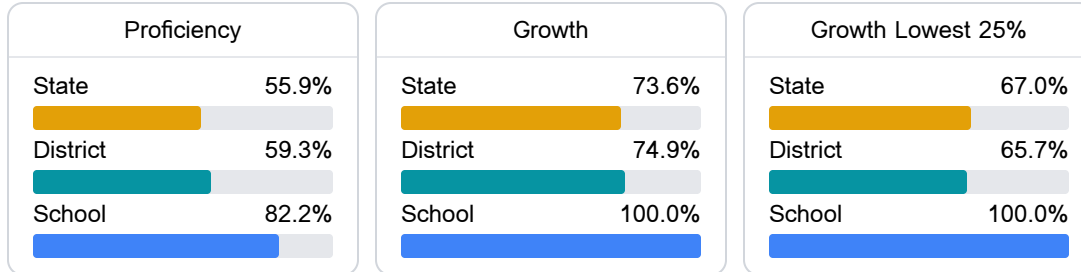 Proficiency
State 55.9%
District 59.3%
School 82.2%
Growth
State 73.6%
District 74.9%
School 100.0%
Growth Lowest 25%
State 67.0%
District 65.7%
School 100.0%